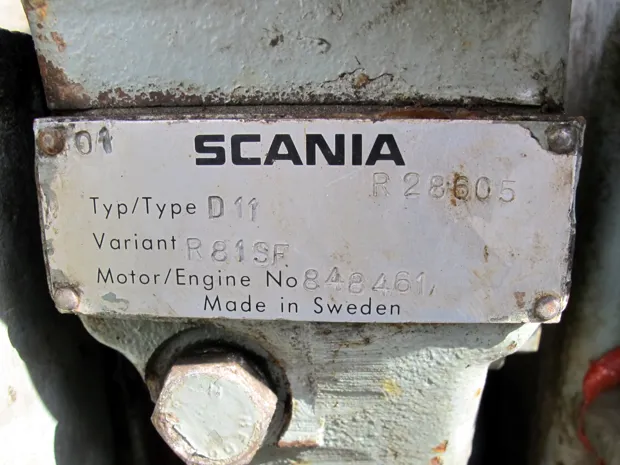 01 SCANIA
R 28605
Typ/Type D11
Variant R81SF
Motor/Engine No 848461
Made in Sweden